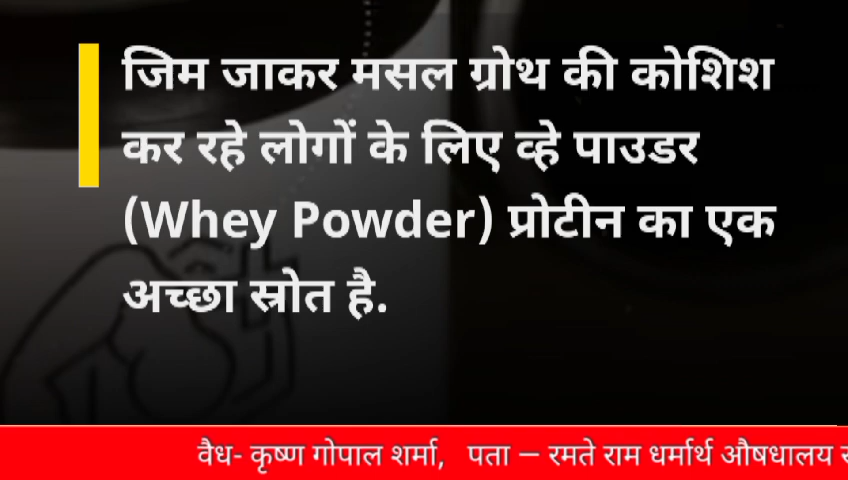 जिम जाकर मसल ग्रोथ की कोशिश
कर रहे लोगों के लिए व्हे पाउडर
(Whey Powder) प्रोटीन का एक
अच्छा स्रोत है.
वैध- कृष्ण गोपाल शर्मा, पता – रमते राम धर्मार्थ औषधालय